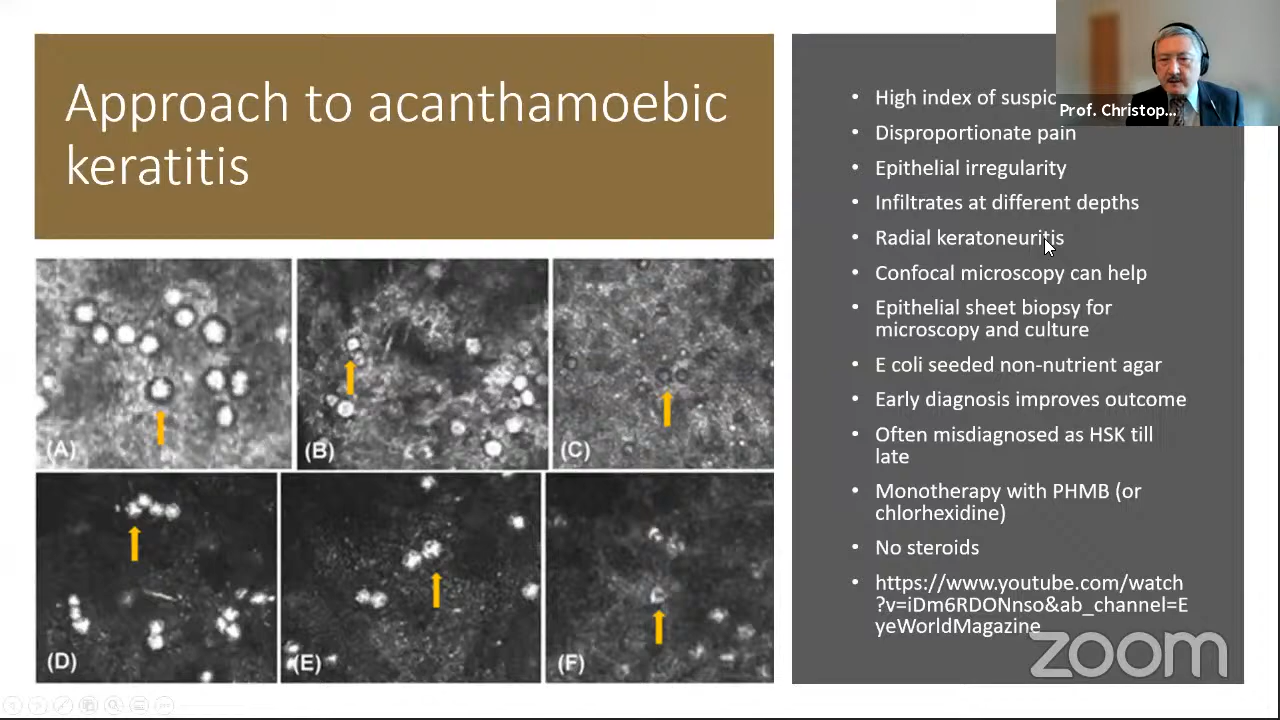 Approach to acanthamoebic
keratitis
(A)
(B)
(C)
(D)
(E)
(F)
• High index of
• Disproportionate pain
• Epithelial irregularity
• Infiltrates at different depths
• Radial keratoneuritis
• Confocal microscopy can help
• Epithelial sheet biopsy for
microscopy and culture
• E coli seeded non-nutrient agar
• Early diagnosis improves outcome
• Often misdiagnosed as HSK till
late
• Monotherapy with PHMB (or
chlorhexidine)
• No steroids
• https://www.youtube.com/watch
?v=iDm6RDONnso&ab_channel=E
yeWorldMagazine
Prof. Christop...
zoom